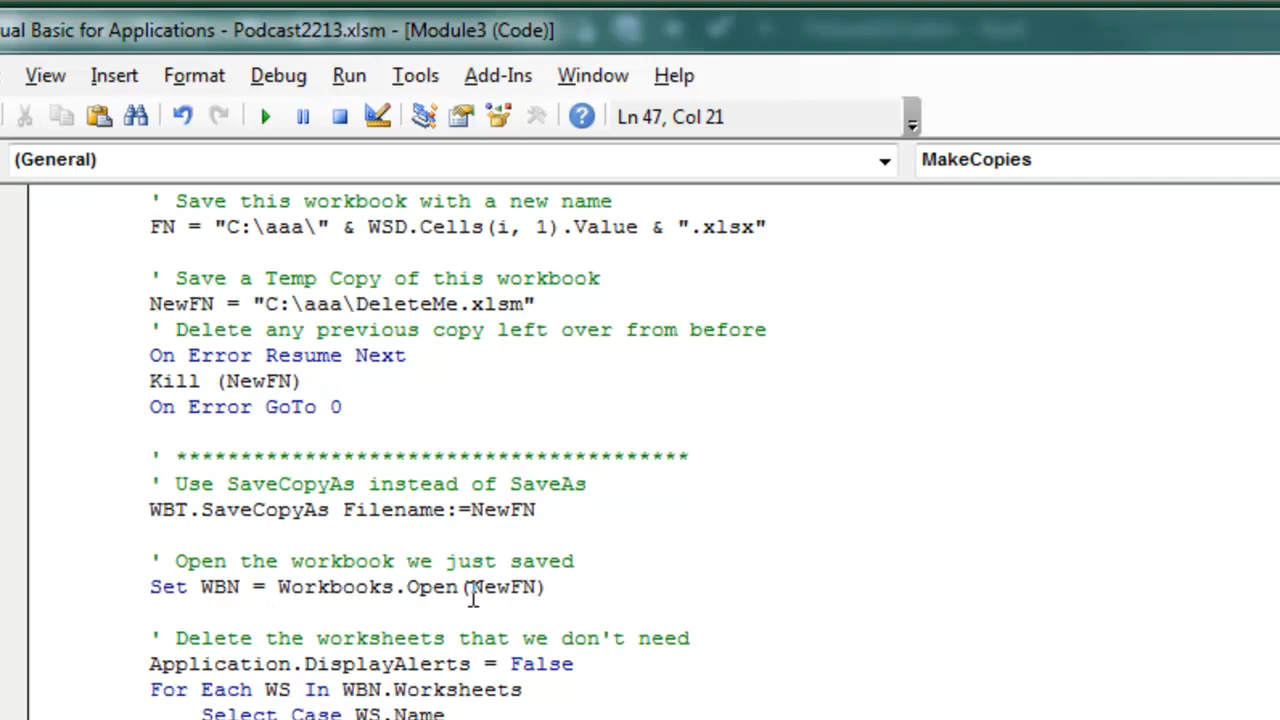 ual Basic for Applications - Podcast2213.xlsm - [Module3 (Code)]
View Insert Format Debug Run Tools Add-Ins Window Help
Ln 47, Col 21
(General) MakeCopies
' Save this workbook with a new name
FN = "C:\aaa\" & WSD.Cells(i, 1).Value & ".xlsx"
' Save a Temp Copy of this workbook
NewFN = "C:\aaa\DeleteMe.xlsm"
' Delete any previous copy left over from before
On Error Resume Next
Kill (NewFN)
On Error GoTo 0
' ****************************************
' Use SaveCopyAs instead of SaveAs
WBT.SaveCopyAs Filename:=NewFN
' Open the workbook we just saved
Set WBN = Workbooks.Open(NewFN)
' Delete the worksheets that we don't need
Application.DisplayAlerts = False
For Each WS In WBN.Worksheets
Select Case WS.Name